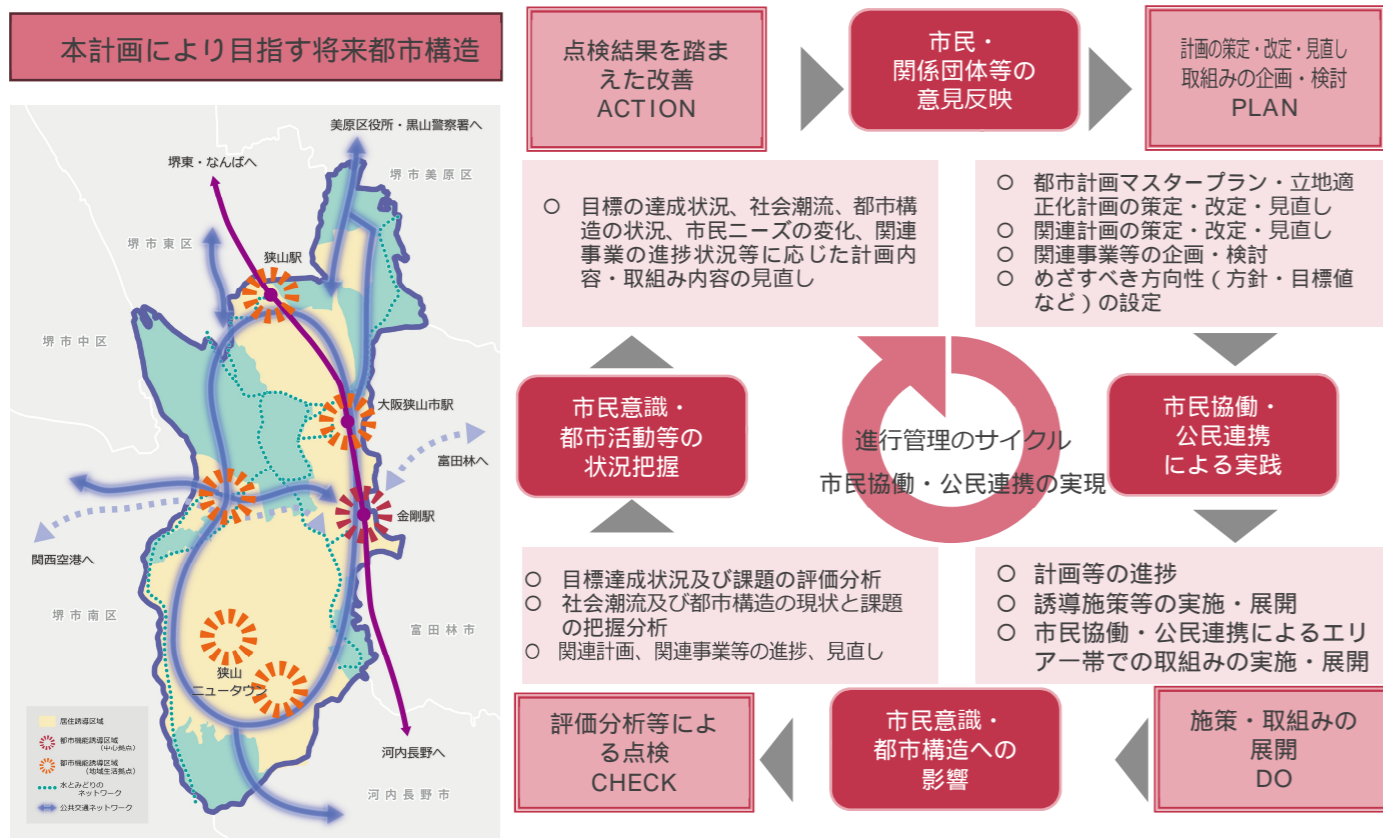 本計画により目指す将来都市構造
美原区役所・黒山警察署へ
堺東・なんばへ
堺市美原区
堺市東区
狭山駅
堺市中区
大阪狭山市駅
富田林へ
金剛駅
関西空港へ
堺市南区
富田林市
狭山
ニュータウン
河内長野へ
河内長野市
居住誘導区域
都市機能誘導区域
(中心拠点)
都市機能誘導区域
(地域生活拠点)
水とみどりの
ネットワーク
公共交通ネットワーク
点検結果を踏ま
えた改善
ACTION
市民・
関係団体等の
意見反映
計画の策定・改定・見直し
取組みの企画・検討
PLAN
○ 目標の達成状況、社会潮流、都市構
造の状況、市民ニーズの変化、関連
事業の進捗状況等に応じた計画内
容・取組み内容の見直し
○ 都市計画マスタープラン・立地適
正化計画の策定・改定・見直し
○ 関連計画の策定・改定・見直し
○ 関連事業等の企画・検討
○ めざすべき方向性(方針・目標値
など)の設定
市民意識・
都市活動等の
状況把握
進行管理のサイクル
市民協働・公民連携の実現
市民協働・
公民連携
による実践
○ 目標達成状況及び課題の評価分析
○ 社会潮流及び都市構造の現状と課題
の把握分析
○ 関連計画、関連事業等の進捗、見直し
○ 計画等の進捗
○ 誘導施策等の実施・展開
○ 市民協働・公民連携によるエリ
ア一帯での取組みの実施・展開
評価分析等によ
る点検
CHECK
市民意識・
都市構造への
影響
施策・取組みの
展開
DO